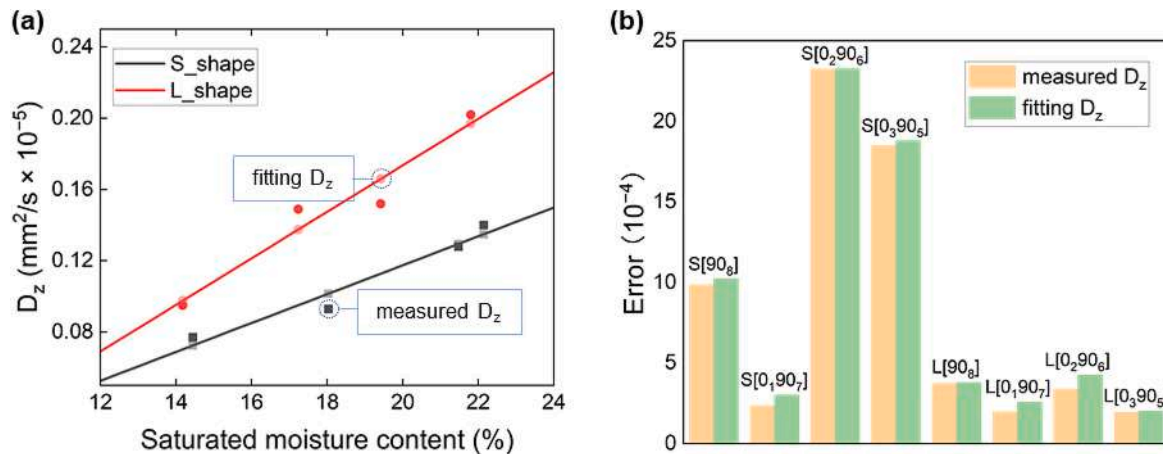 (a)
0.24
0.20
0.16
0.12
0.08
D_z (mm²/s × 10⁻⁵)
S_shape
L_shape
fitting D_z
measured D_z
12 14 16 18 20 22 24
Saturated moisture content (%)
(b)
25
20
15
10
5
0
Error (10⁻⁴)
measured D_z
fitting D_z
S[90₈]
S[0₁90₇]
S[0₂90₆]
S[0₃90₅]
L[90₈]
L[0₁90₇]
L[0₂90₆]
L[0₃90₅